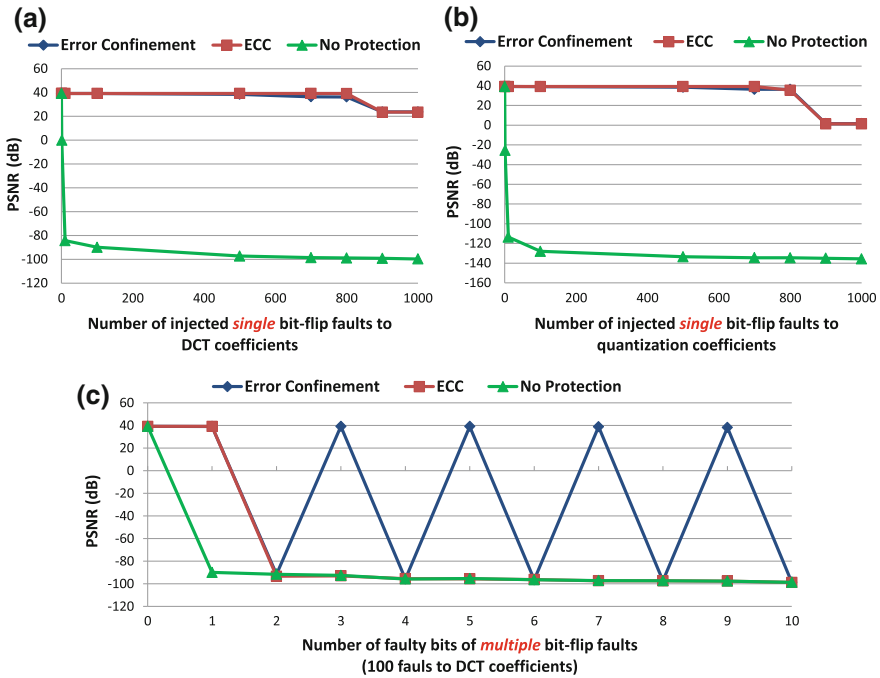 (a)
Error Confinement ECC No Protection
60
40
20
0
-20
-40
-60
-80
-100
-120
PSNR (dB)
0 200 400 600 800 1000
Number of injected single bit-flip faults to
DCT coefficients
(b)
Error Confinement ECC No Protection
60
40
20
0
-20
-40
-60
-80
-100
-120
-140
-160
PSNR (dB)
0 200 400 600 800 1000
Number of injected single bit-flip faults to
quantization coefficients
(c)
Error Confinement ECC No Protection
60
40
20
0
-20
-40
-60
-80
-100
-120
PSNR (dB)
0 1 2 3 4 5 6 7 8 9 10
Number of faulty bits of multiple bit-flip faults
(100 fauls to DCT coefficients)